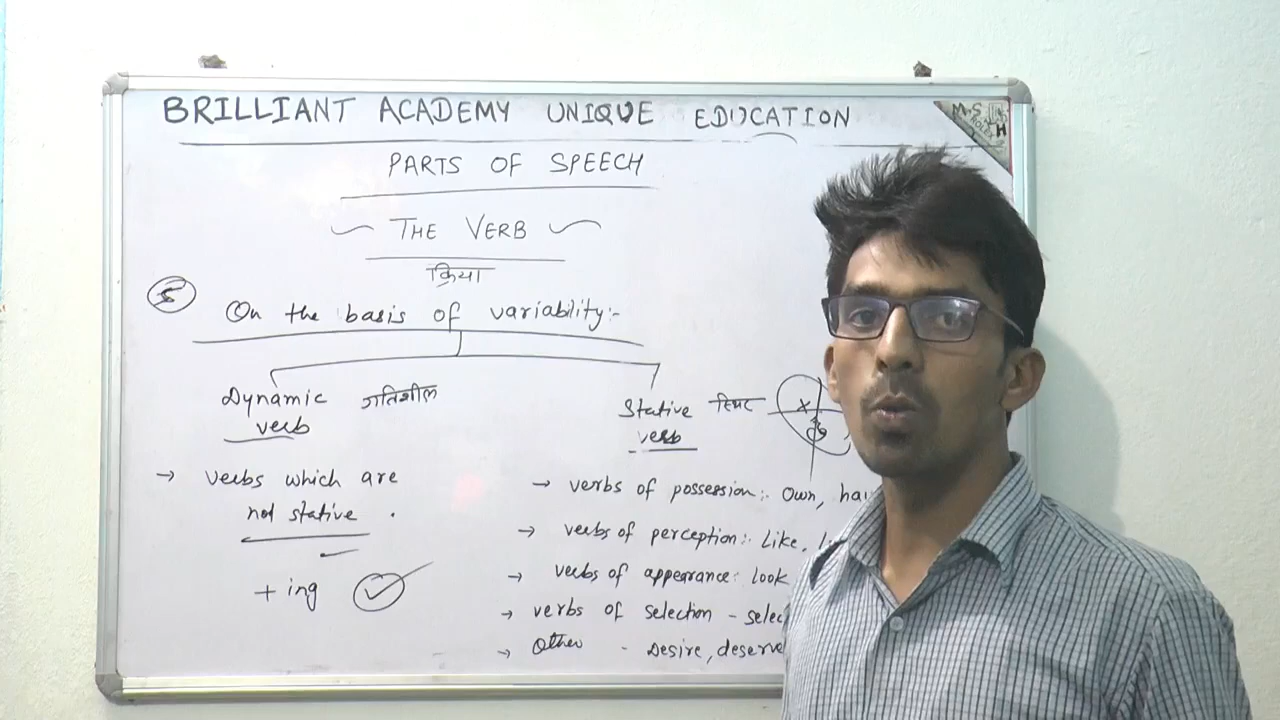 BRILLIANT ACADEMY UNIQUE EDUCATION
PARTS OF SPEECH
THE VERB
क्रिया
5 On the basis of variability:-
Dynamic verb गतिशील
Stative verb स्थिर
→ verbs which are
not stative.
+ ing
→ verbs of possession:- Own,
→ verbs of perception:- Like,
→ verbs of appearance: look
→ verbs of selection - selec
→ Other - Desire, deserve